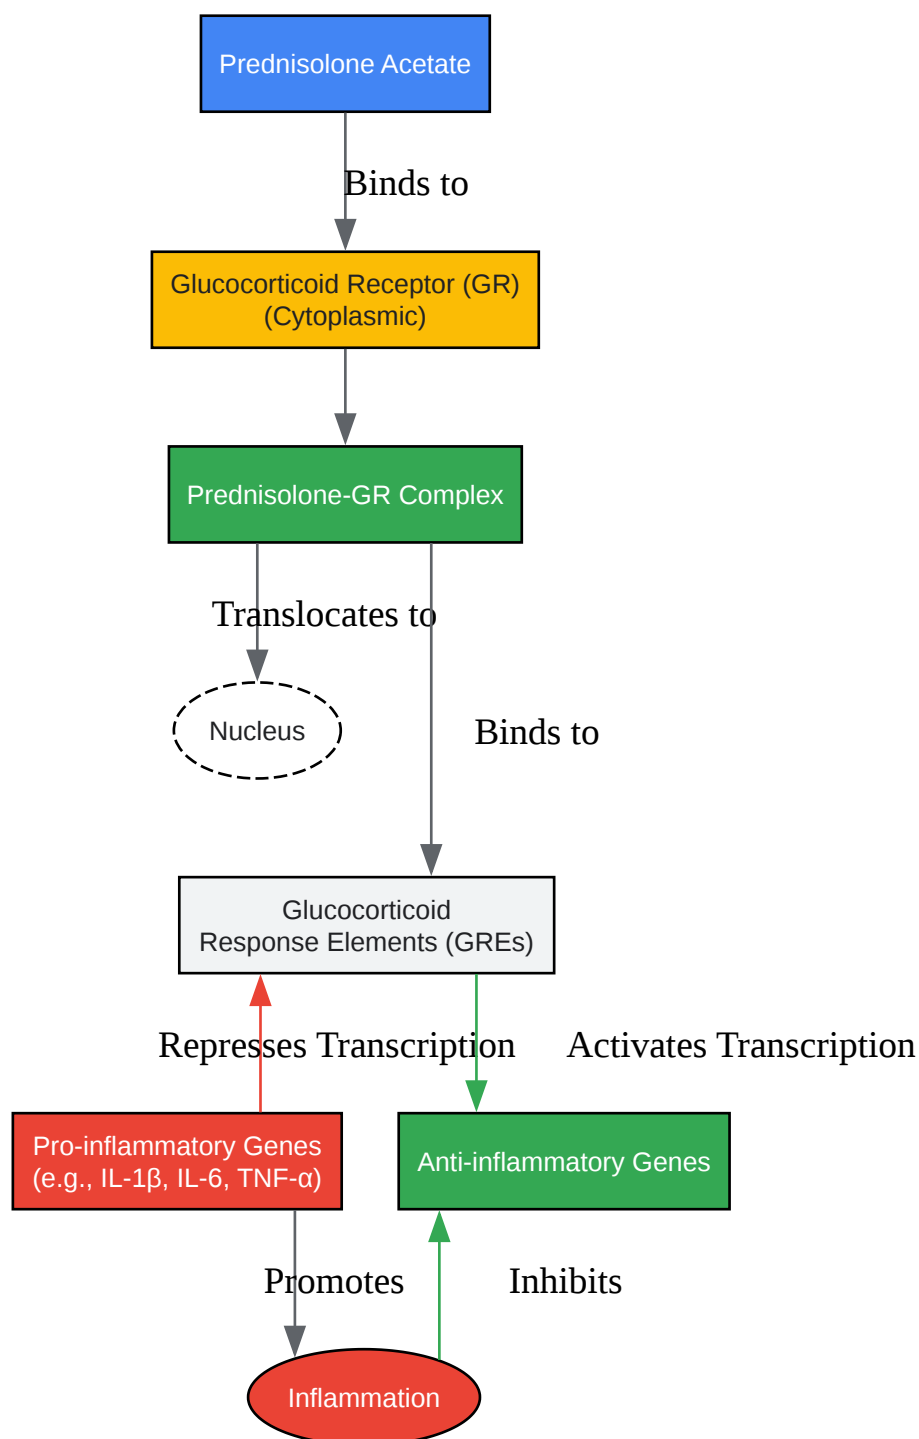 Prednisolone Acetate
Binds to
Glucocorticoid Receptor (GR)
(Cytoplasmic)
Prednisolone-GR Complex
Translocates to
Nucleus
Binds to
Glucocorticoid
Response Elements (GREs)
Represses Transcription
Activates Transcription
Pro-inflammatory Genes
(e.g., IL-1β, IL-6, TNF-α)
Anti-inflammatory Genes
Promotes
Inhibits
Inflammation